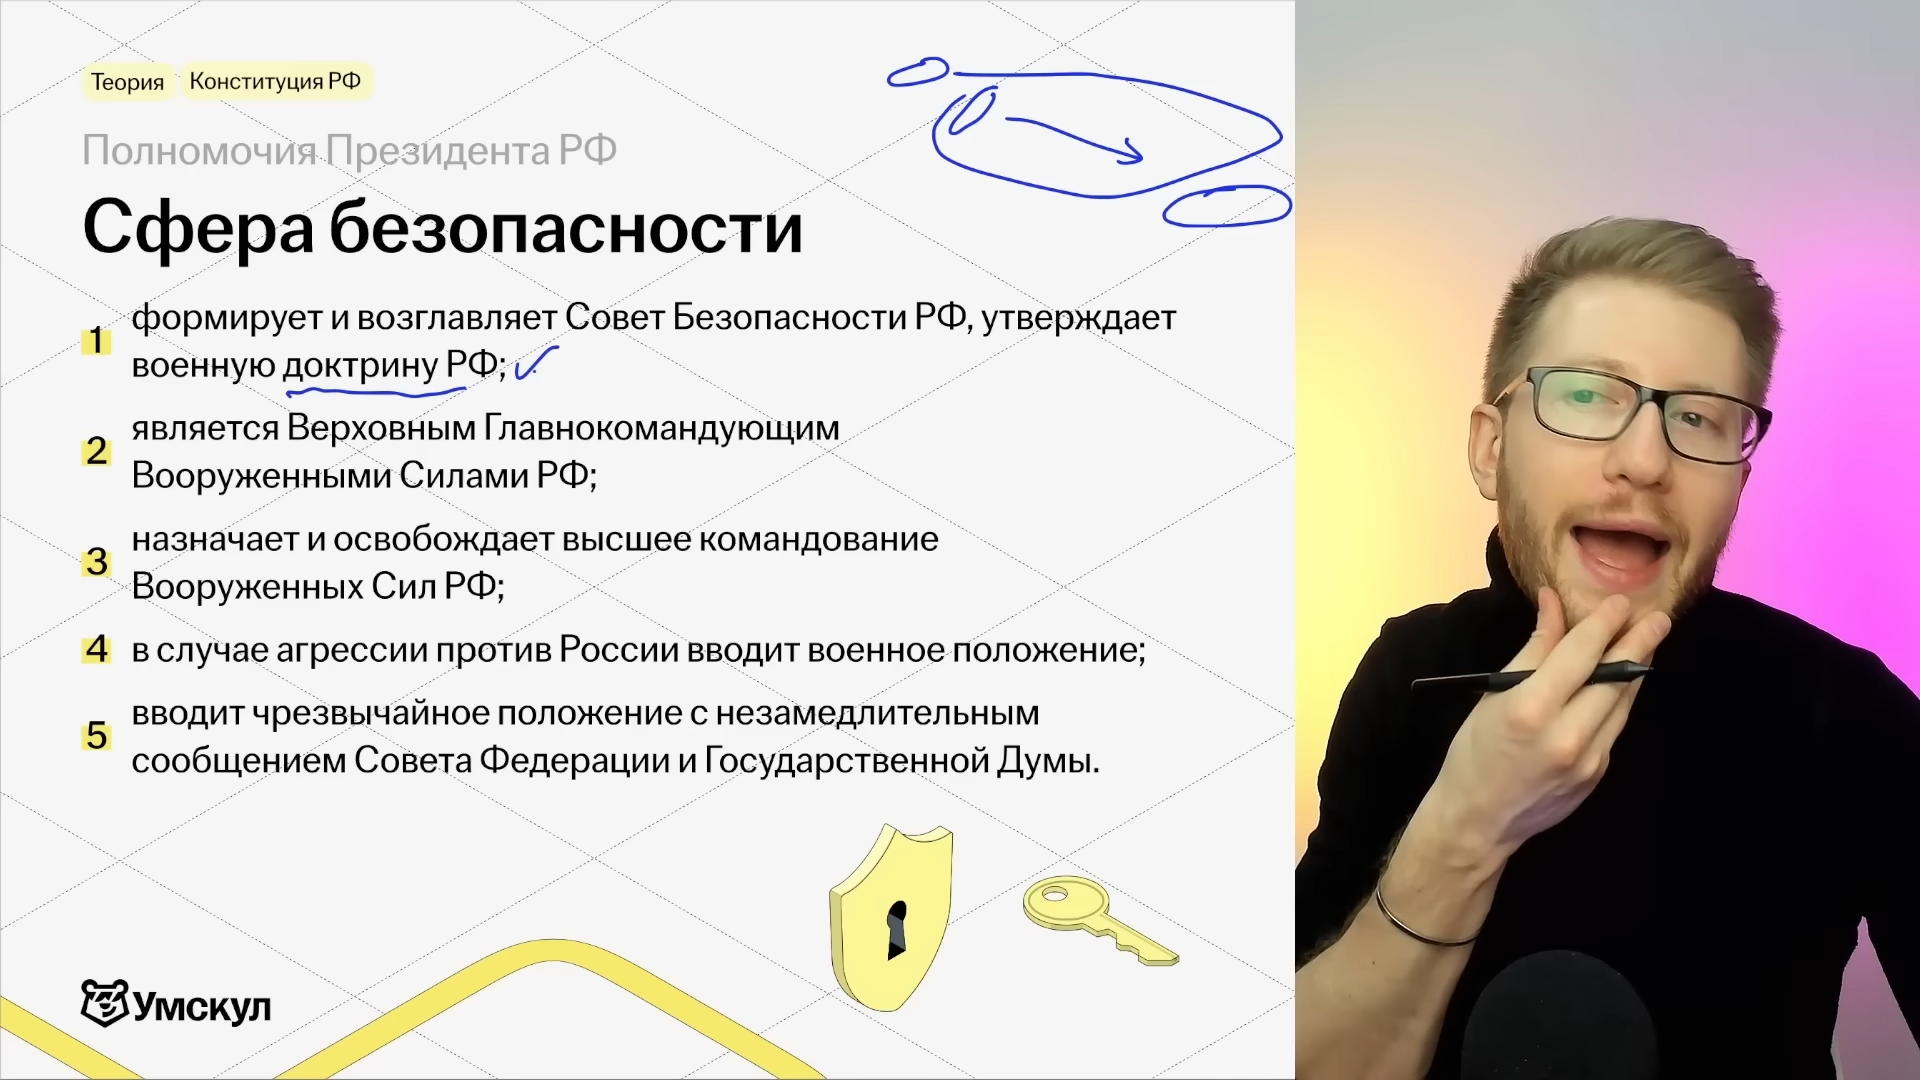 Теория Конституция РФ
Полномочия Президента РФ
Сфера безопасности
1 формирует и возглавляет Совет Безопасности РФ, утверждает
военную доктрину РФ;
2 является Верховным Главнокомандующим
Вооруженными Силами РФ;
3 назначает и освобождает высшее командование
Вооруженных Сил РФ;
4 в случае агрессии против России вводит военное положение;
5 вводит чрезвычайное положение с незамедлительным
сообщением Совета Федерации и Государственной Думы.
Умскул